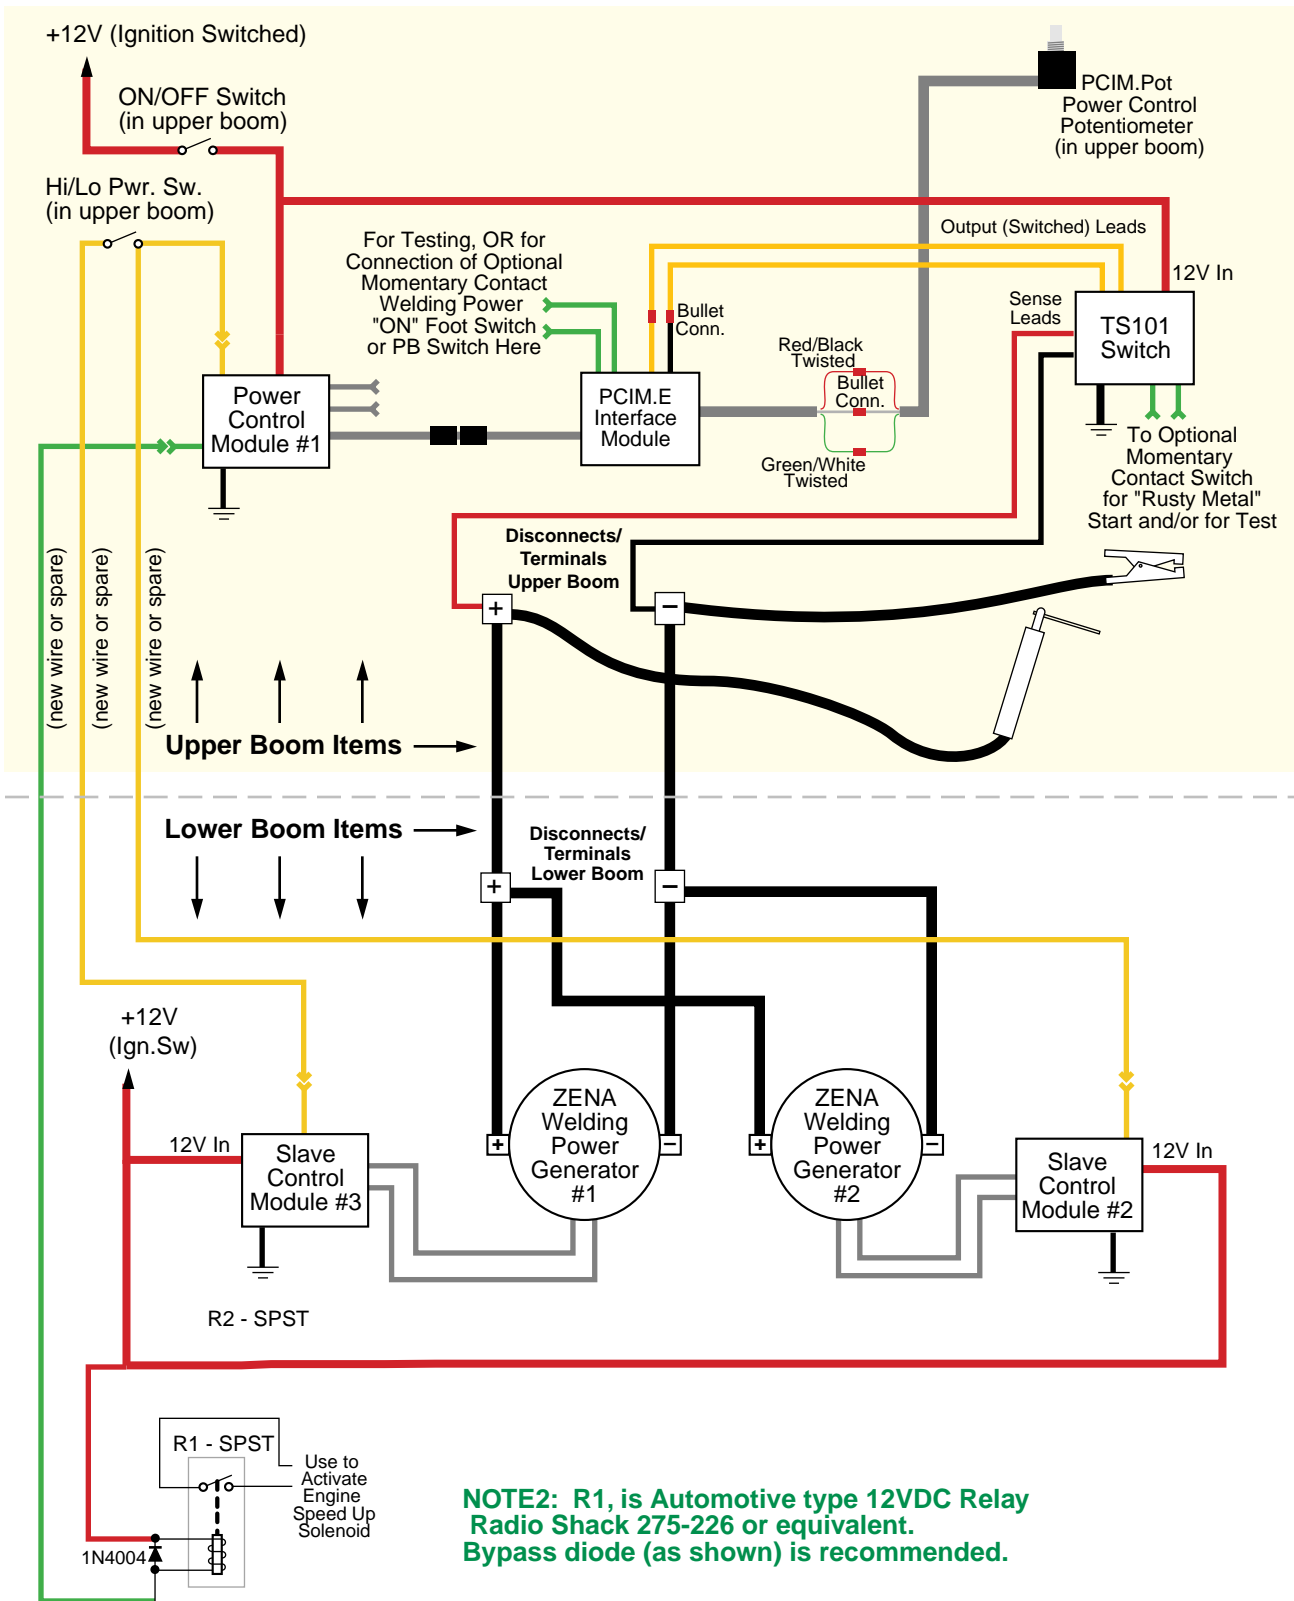 +12V (Ignition Switched)
ON/OFF Switch
(in upper boom)
Hi/Lo Pwr. Sw.
(in upper boom)
PCIM.Pot
Power Control
Potentiometer
(in upper boom)
For Testing, OR for
Connection of Optional
Momentary Contact
Welding Power
"ON" Foot Switch
or PB Switch Here
Output (Switched) Leads
12V In
Sense
Leads
TS101
Switch
Bullet
Conn.
Red/Black
Twisted
Bullet
Conn.
Green/White
Twisted
Power
Control
Module #1
PCIM.E
Interface
Module
To Optional
Momentary
Contact Switch
for "Rusty Metal"
Start and/or for Test
Disconnects/
Terminals
Upper Boom
+
−
(new wire or spare)
(new wire or spare)
(new wire or spare)
Upper Boom Items
Lower Boom Items
Disconnects/
Terminals
Lower Boom
+
−
+12V
(Ign.Sw)
12V In
Slave
Control
Module #3
ZENA
Welding
Power
Generator
#1
+
−
ZENA
Welding
Power
Generator
#2
+
−
Slave
Control
Module #2
12V In
R2 - SPST
R1 - SPST
Use to
Activate
Engine
Speed Up
Solenoid
1N4004
NOTE2: R1, is Automotive type 12VDC Relay
Radio Shack 275-226 or equivalent.
Bypass diode (as shown) is recommended.